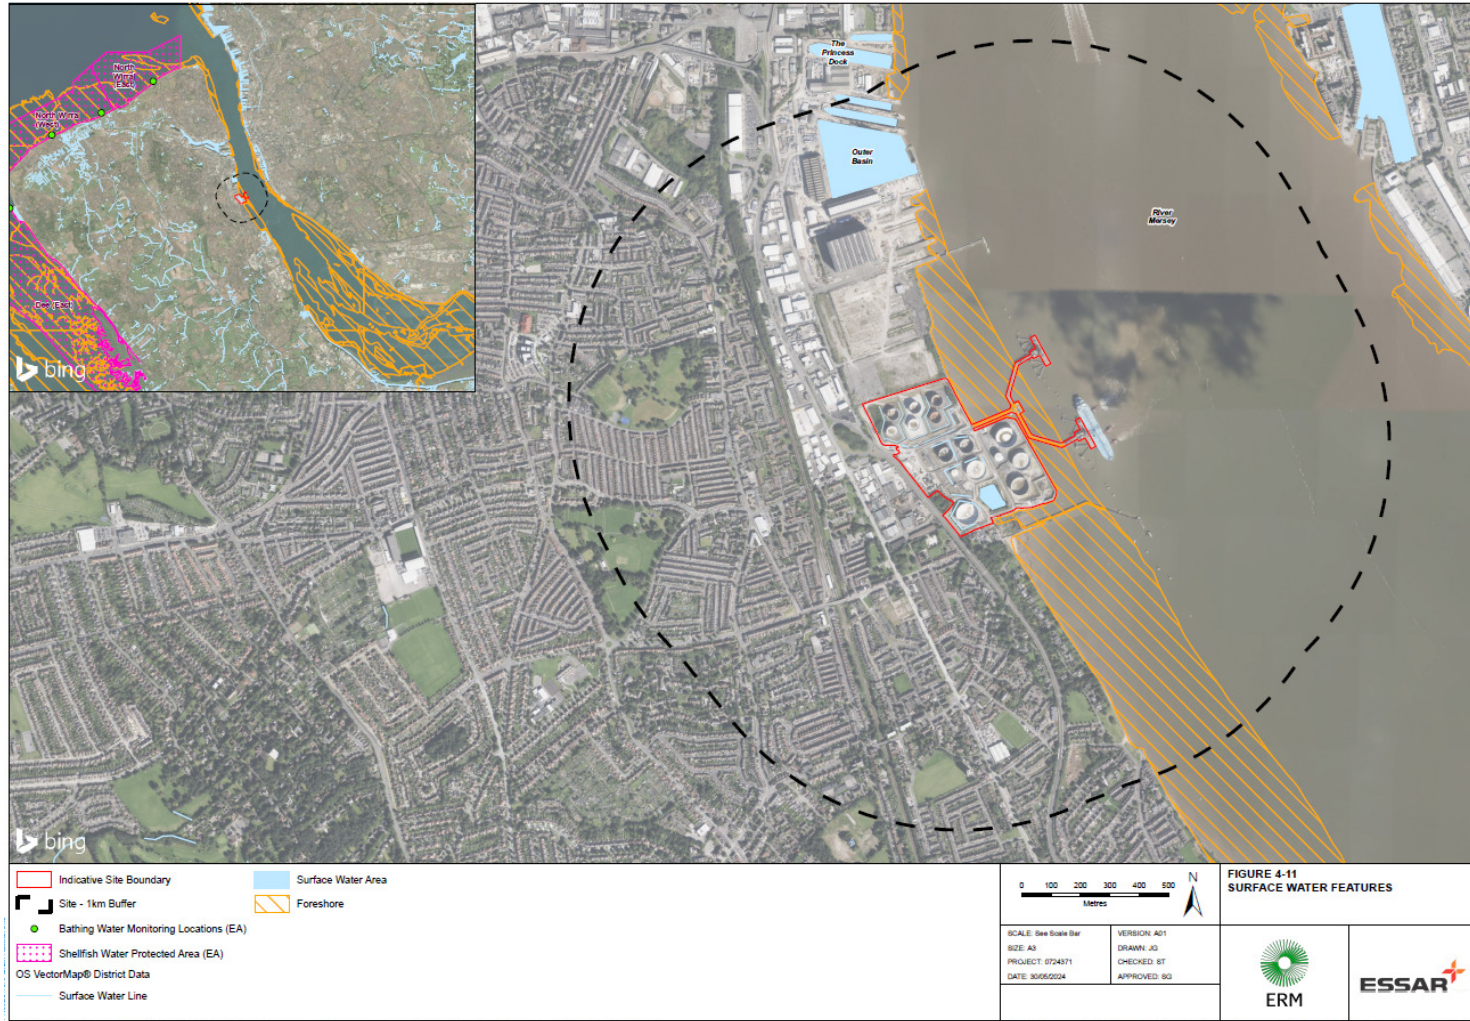 North
Wirral
(East)
North Wirral
(West)
Dee (East)
bing
The
Princess
Dock
Outer
Basin
River
Mersey
bing
Indicative Site Boundary
Site - 1km Buffer
Bathing Water Monitoring Locations (EA)
Shellfish Water Protected Area (EA)
OS VectorMap® District Data
Surface Water Line
Surface Water Area
Foreshore
0 100 200 300 400 500
Metres
N
SCALE: See Scale Bar
SIZE: A3
PROJECT: 0724371
DATE: 30/05/2024
VERSION: A01
DRAWN: JG
CHECKED: ST
APPROVED: SG
FIGURE 4-11
SURFACE WATER FEATURES
ERM
ESSAR